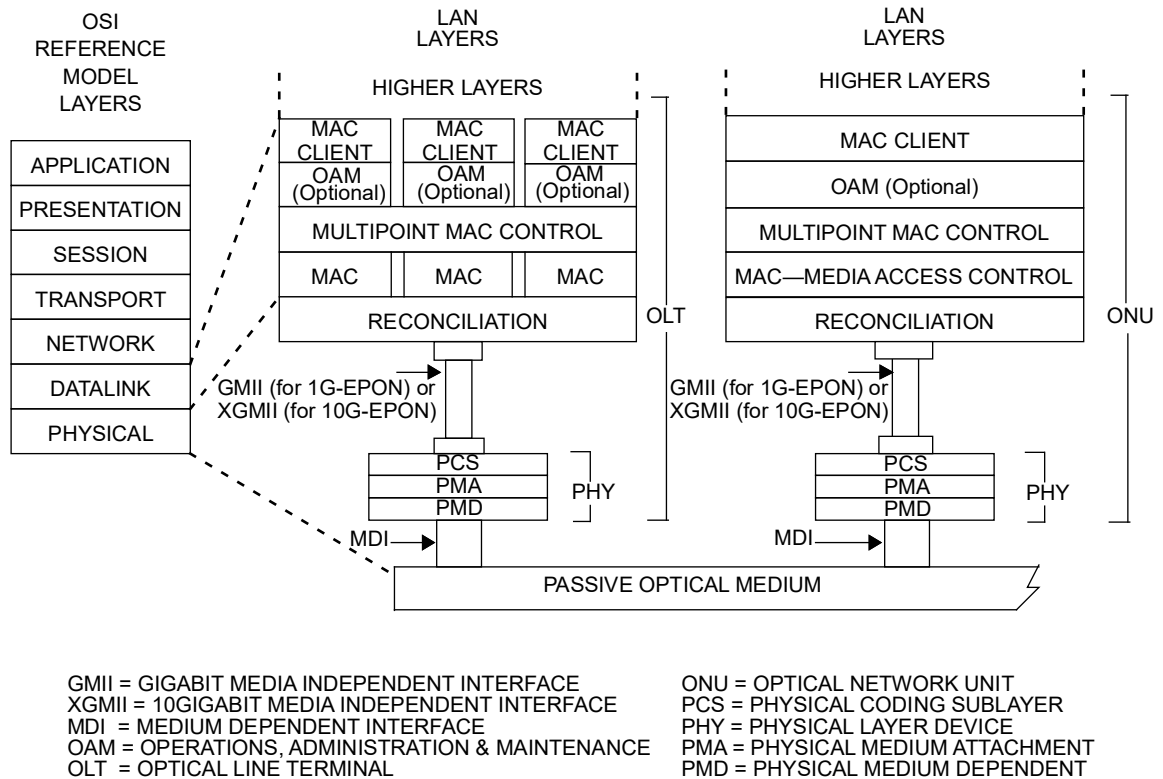 OSI
REFERENCE
MODEL
LAYERS
APPLICATION
PRESENTATION
SESSION
TRANSPORT
NETWORK
DATALINK
PHYSICAL
LAN
LAYERS
HIGHER LAYERS
MAC
CLIENT
MAC
CLIENT
MAC
CLIENT
OAM
(Optional)
OAM
(Optional)
OAM
(Optional)
MULTIPOINT MAC CONTROL
MAC
MAC
MAC
RECONCILIATION
OLT
GMII (for 1G-EPON) or
XGMII (for 10G-EPON)
PCS
PMA
PMD
PHY
MDI
LAN
LAYERS
HIGHER LAYERS
MAC CLIENT
OAM (Optional)
MULTIPOINT MAC CONTROL
MAC—MEDIA ACCESS CONTROL
RECONCILIATION
ONU
GMII (for 1G-EPON) or
XGMII (for 10G-EPON)
PCS
PMA
PMD
PHY
MDI
PASSIVE OPTICAL MEDIUM
GMII = GIGABIT MEDIA INDEPENDENT INTERFACE
XGMII = 10GIGABIT MEDIA INDEPENDENT INTERFACE
MDI = MEDIUM DEPENDENT INTERFACE
OAM = OPERATIONS, ADMINISTRATION & MAINTENANCE
OLT = OPTICAL LINE TERMINAL
ONU = OPTICAL NETWORK UNIT
PCS = PHYSICAL CODING SUBLAYER
PHY = PHYSICAL LAYER DEVICE
PMA = PHYSICAL MEDIUM ATTACHMENT
PMD = PHYSICAL MEDIUM DEPENDENT